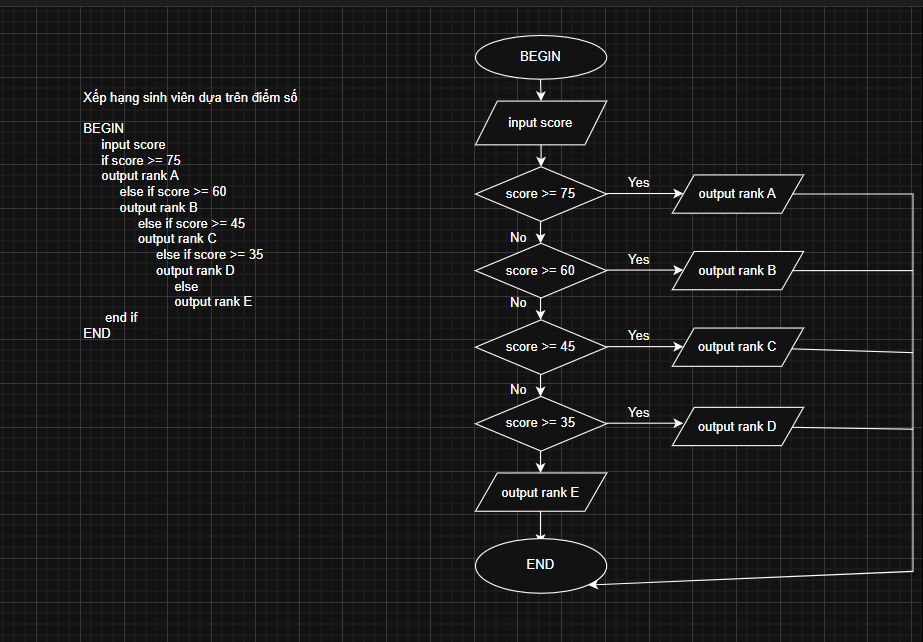 Xếp hạng sinh viên dựa trên điểm số
BEGIN
input score
if score >= 75
output rank A
else if score >= 60
output rank B
else if score >= 45
output rank C
else if score >= 35
output rank D
else
output rank E
end if
END
BEGIN
input score
score >= 75
Yes
output rank A
No
score >= 60
Yes
output rank B
No
score >= 45
Yes
output rank C
No
score >= 35
Yes
output rank D
output rank E
END